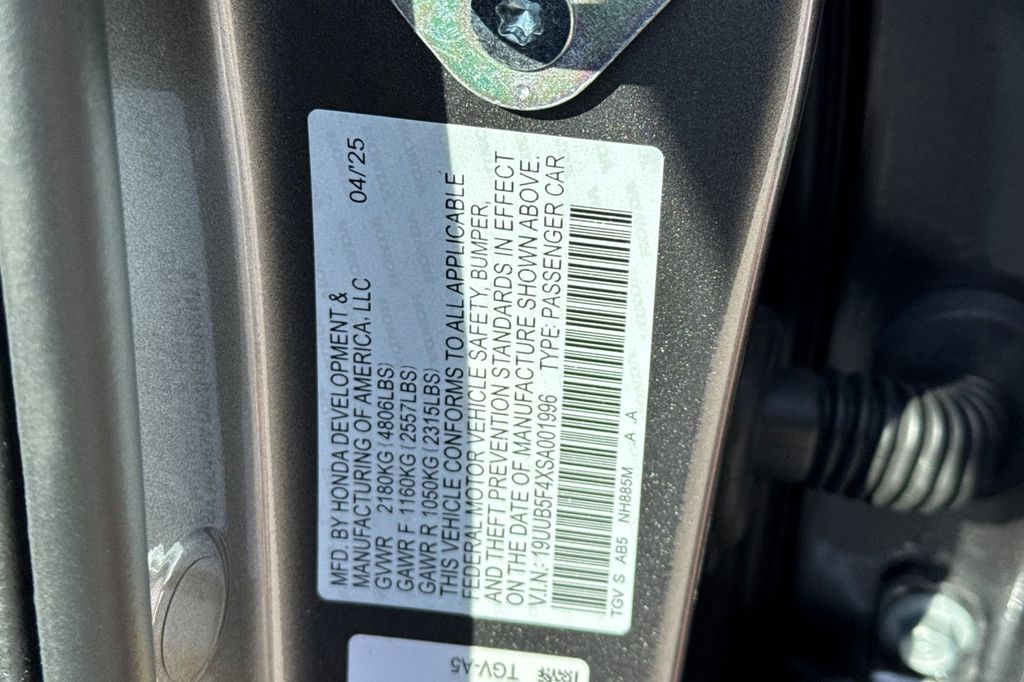 MFD. BY HONDA DEVELOPMENT &
MANUFACTURING OF AMERICA, LLC 04/'25
GVWR 2180KG (4806LBS)
GAWR F 1160KG (2557LBS)
GAWR R 1050KG (2315LBS)
THIS VEHICLE CONFORMS TO ALL APPLICABLE
FEDERAL MOTOR VEHICLE SAFETY, BUMPER,
AND THEFT PREVENTION STANDARDS IN EFFECT
ON THE DATE OF MANUFACTURE SHOWN ABOVE.
V.I.N.: 19UUB5F4XSA001996 TYPE: PASSENGER CAR
TGV S AB5 NH885M .A .A
TGV-A5